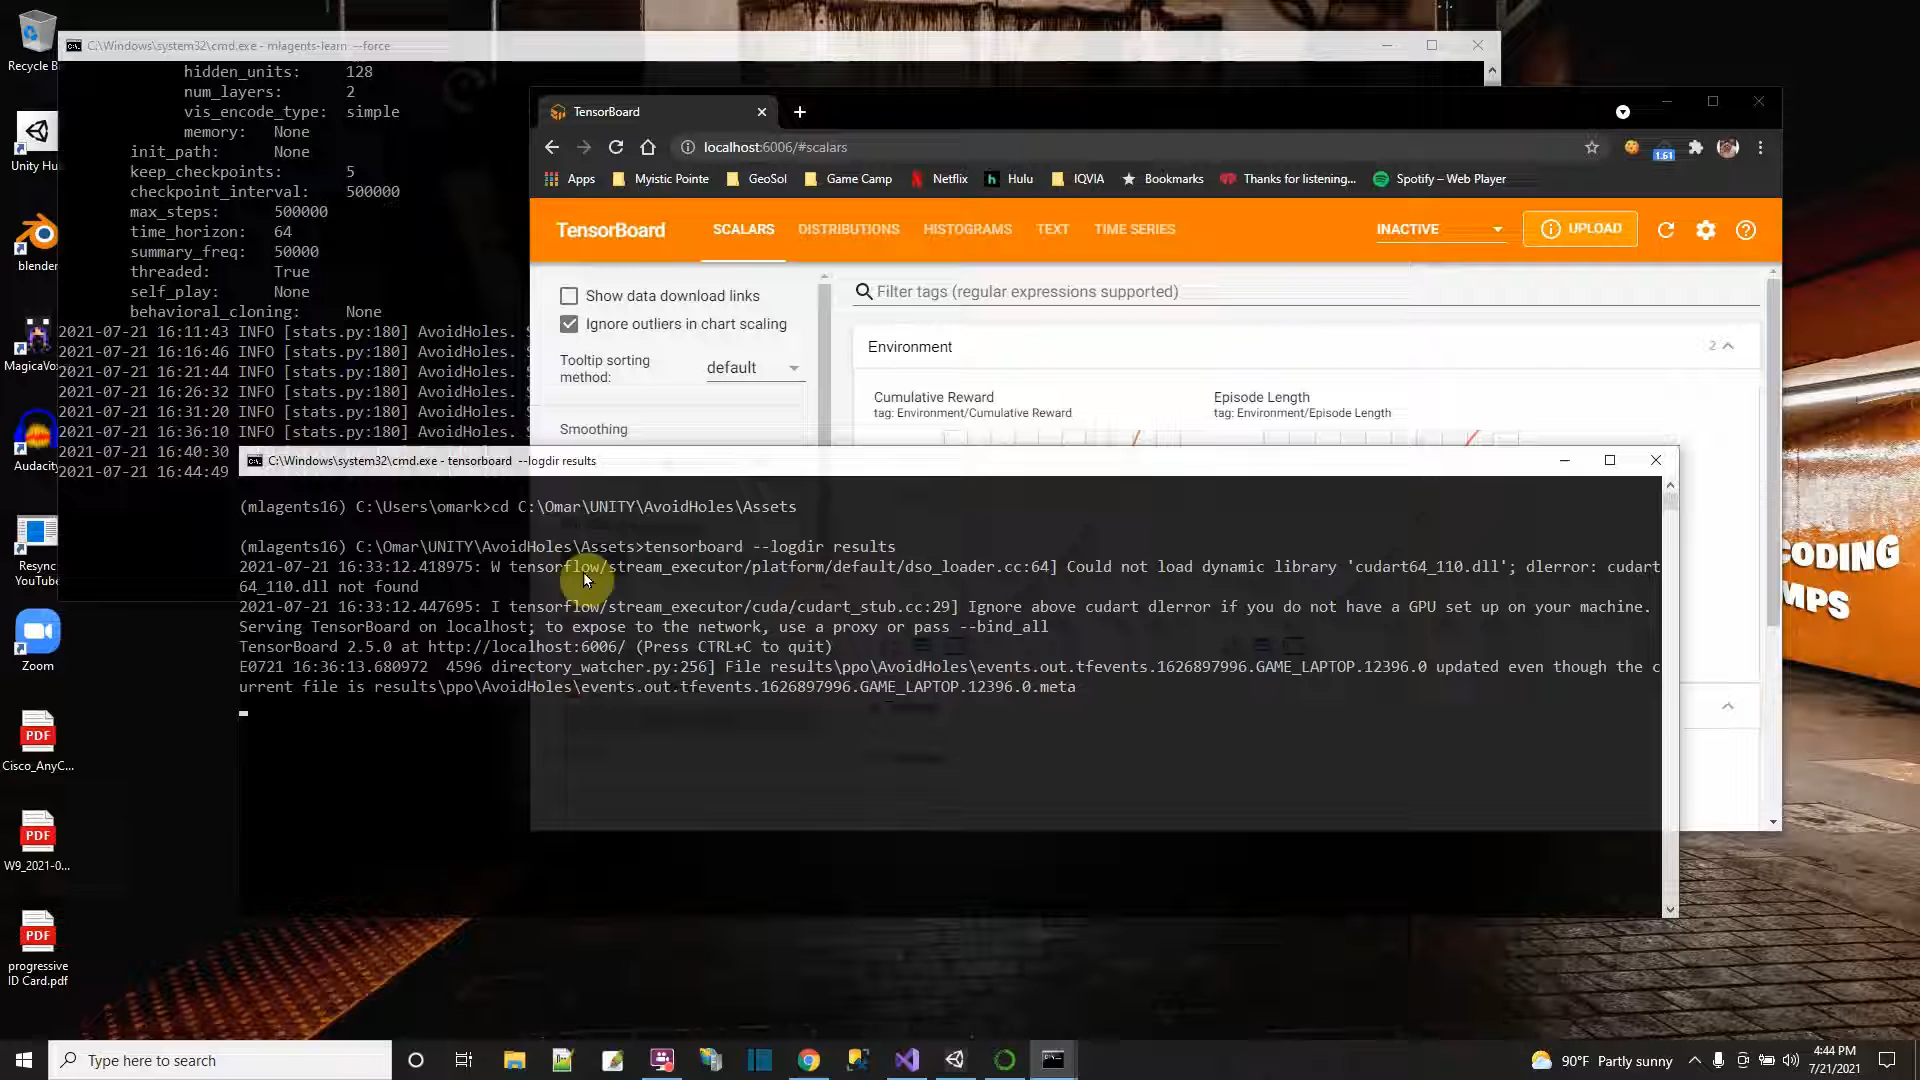 Recycle B
Unity Hu
blender
MagicaVo
Audacit
Resync
YouTube
Zoom
PDF
Cisco_AnyC...
PDF
W9_2021-0...
PDF
progressive
ID Card.pdf
C:\Windows\system32\cmd.exe - mlagents-learn --force
hidden_units: 128
num_layers: 2
vis_encode_type: simple
memory: None
init_path: None
keep_checkpoints: 5
checkpoint_interval: 500000
max_steps: 500000
time_horizon: 64
summary_freq: 50000
threaded: True
self_play: None
behavioral_cloning: None
2021-07-21 16:11:43 INFO [stats.py:180] AvoidHoles. S
2021-07-21 16:16:46 INFO [stats.py:180] AvoidHoles. S
2021-07-21 16:21:44 INFO [stats.py:180] AvoidHoles. S
2021-07-21 16:26:32 INFO [stats.py:180] AvoidHoles. S
2021-07-21 16:31:20 INFO [stats.py:180] AvoidHoles. S
2021-07-21 16:36:10 INFO [stats.py:180] AvoidHoles. S
2021-07-21 16:40:30
2021-07-21 16:44:49
TensorBoard
localhost:6006/#scalars
1.61
Apps Myistic Pointe GeoSol Game Camp Netflix h Hulu IQVIA Bookmarks Thanks for listening... Spotify – Web Player
TensorBoard SCALARS DISTRIBUTIONS HISTOGRAMS TEXT TIME SERIES INACTIVE UPLOAD
Show data download links
Ignore outliers in chart scaling
Tooltip sorting
method: default
Smoothing
Filter tags (regular expressions supported)
Environment 2
Cumulative Reward
tag: Environment/Cumulative Reward
Episode Length
tag: Environment/Episode Length
C:\Windows\system32\cmd.exe - tensorboard --logdir results
(mlagents16) C:\Users\omark>cd C:\Omar\UNITY\AvoidHoles\Assets
(mlagents16) C:\Omar\UNITY\AvoidHoles\Assets>tensorboard --logdir results
2021-07-21 16:33:12.418975: W tensorflow/stream_executor/platform/default/dso_loader.cc:64] Could not load dynamic library 'cudart64_110.dll'; dlerror: cudart
64_110.dll not found
2021-07-21 16:33:12.447695: I tensorflow/stream_executor/cuda/cudart_stub.cc:29] Ignore above cudart dlerror if you do not have a GPU set up on your machine.
Serving TensorBoard on localhost; to expose to the network, use a proxy or pass --bind_all
TensorBoard 2.5.0 at http://localhost:6006/ (Press CTRL+C to quit)
E0721 16:36:13.680972 4596 directory_watcher.py:256] File results\ppo\AvoidHoles\events.out.tfevents.1626897996.GAME_LAPTOP.12396.0 updated even though the c
urrent file is results\ppo\AvoidHoles\events.out.tfevents.1626897996.GAME_LAPTOP.12396.0.meta
CODING
MPS
Type here to search
90°F Partly sunny
4:44 PM
7/21/2021